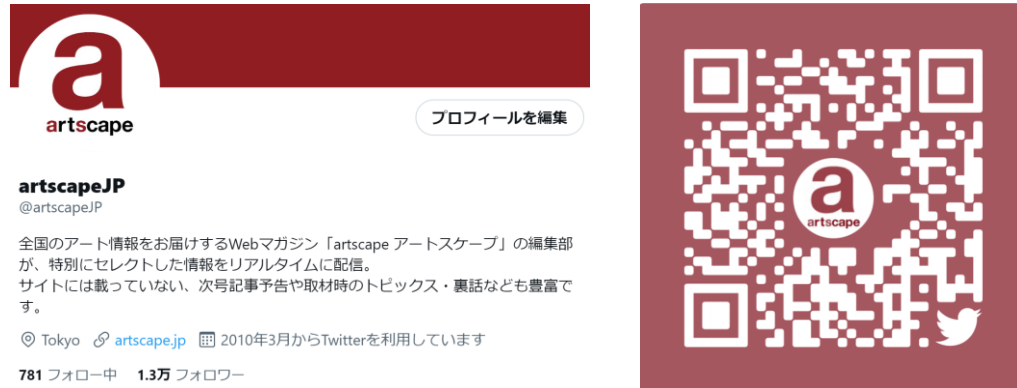 a
artscape
プロフィールを編集
artscapeJP
@artscapeJP
全国のアート情報をお届けするWebマガジン「artscape アートスケープ」の編集部
が、特別にセレクトした情報をリアルタイムに配信。
サイトには載っていない、次号記事予告や取材時のトピックス・裏話なども豊富で
す。
Tokyo artscape.jp 2010年3月からTwitterを利用しています
781 フォロー中 1.3万 フォロワー
a
artscape